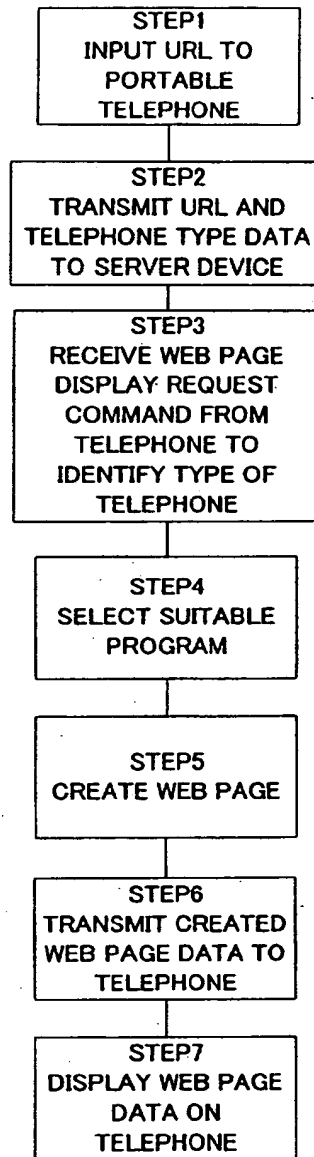 STEP1
INPUT URL TO
PORTABLE
TELEPHONE
STEP2
TRANSMIT URL AND
TELEPHONE TYPE DATA
TO SERVER DEVICE
STEP3
RECEIVE WEB PAGE
DISPLAY REQUEST
COMMAND FROM
TELEPHONE TO
IDENTIFY TYPE OF
TELEPHONE
STEP4
SELECT SUITABLE
PROGRAM
STEP5
CREATE WEB PAGE
STEP6
TRANSMIT CREATED
WEB PAGE DATA TO
TELEPHONE
STEP7
DISPLAY WEB PAGE
DATA ON
TELEPHONE